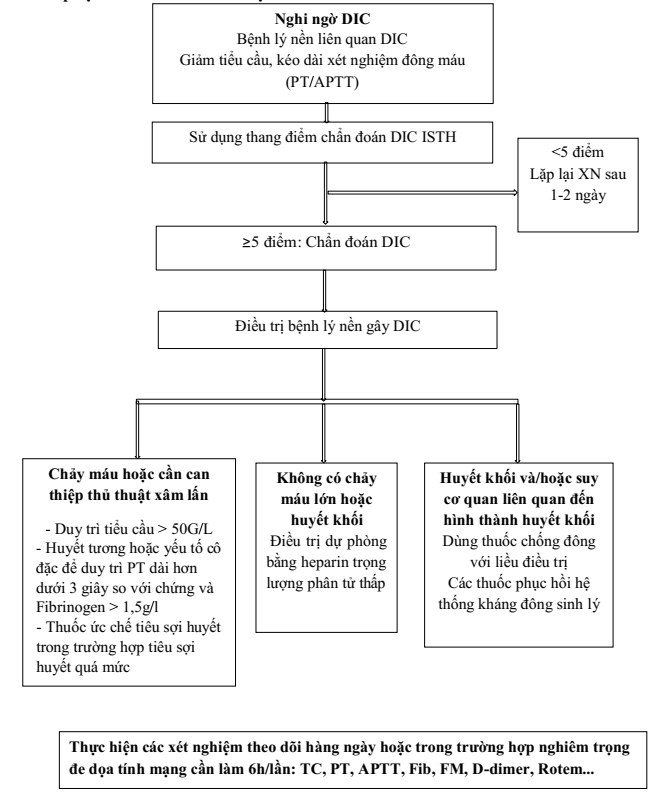 Nghi ngờ DIC
Bệnh lý nền liên quan DIC
Giảm tiểu cầu, kéo dài xét nghiệm đông máu
(PT/APTT)
Sử dụng thang điểm chẩn đoán DIC ISTH
<5 điểm
Lặp lại XN sau
1-2 ngày
≥5 điểm: Chẩn đoán DIC
Điều trị bệnh lý nền gây DIC
Chảy máu hoặc cần can
thiệp thủ thuật xâm lấn
- Duy trì tiểu cầu > 50G/L
- Huyết tương hoặc yếu tố cô
đặc để duy trì PT dài hơn
dưới 3 giây so với chứng và
Fibrinogen > 1,5g/l
- Thuốc ức chế tiêu sợi huyết
trong trường hợp tiêu sợi
huyết quá mức
Không có chảy
máu lớn hoặc
huyết khối
Điều trị dự phòng
bằng heparin trọng
lượng phân tử thấp
Huyết khối và/hoặc suy
cơ quan liên quan đến
hình thành huyết khối
Dùng thuốc chống đông
với liều điều trị
Các thuốc phục hồi hệ
thống kháng đông sinh lý
Thực hiện các xét nghiệm theo dõi hàng ngày hoặc trong trường hợp nghiêm trọng
đe dọa tính mạng cần làm 6h/lần: TC, PT, APTT, Fib, FM, D-dimer, Rotem...